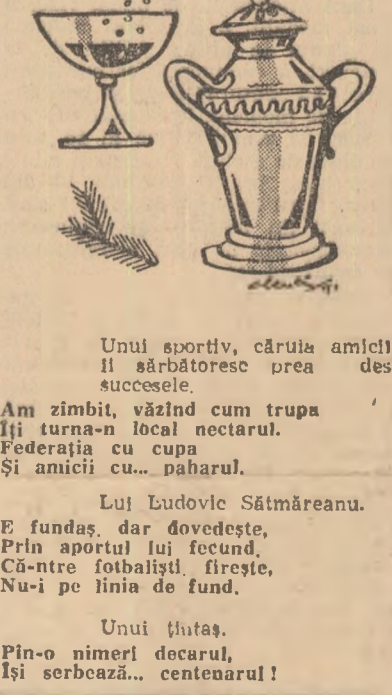 Unui sportiv, căruia amicii
îi sărbătoresc prea des
succesele.
Am zîmbit, văzînd cum trupa
Îți turna-n local nectarul.
Federația cu cupa
Și amicii cu... paharul.
Lui Ludovic Sătmăreanu.
E fundaș, dar dovedește,
Prin aportul lui fecund,
Că-ntre fotbaliști, firește,
Nu-i pe linia de fund.
Unui țintaș.
Pîn-o nimeri decarul,
Își serbează... centenarul!